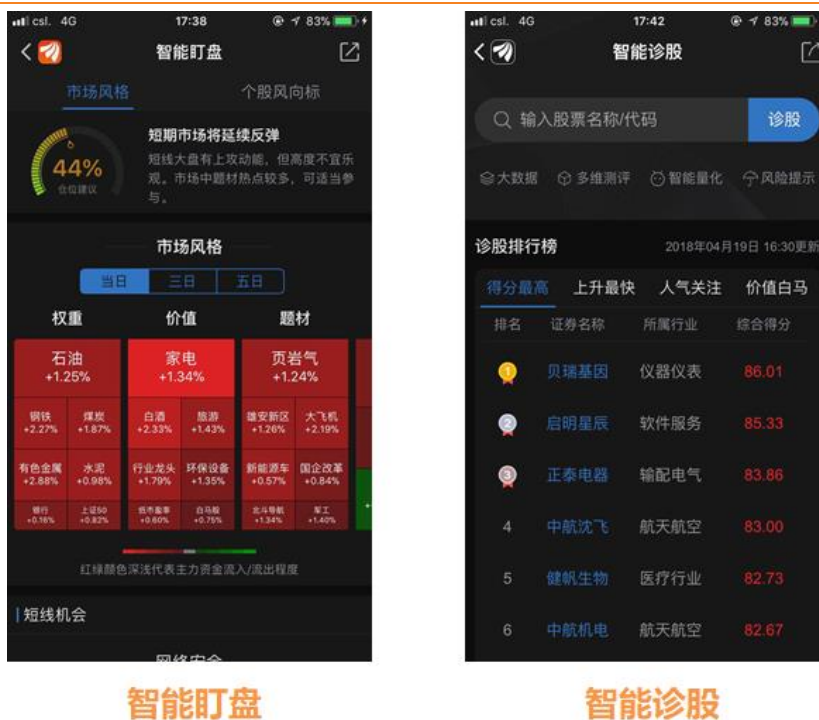 csl. 4G 17:38 83%
智能盯盘
市场风格 个股风向标
44%
仓位建议
短期市场将延续反弹
短线大盘有上攻动能，但高度不宜乐
观。市场中题材热点较多，可适当参
与。
市场风格
当日 三日 五日
权重 价值 题材
石油 家电 页岩气
+1.25% +1.34% +1.24%
钢铁 煤炭 白酒 旅游 雄安新区 大飞机
+2.27% +1.87% +2.33% +1.43% +1.26% +2.19%
有色金属 水泥 行业龙头 环保设备 新能源车 国企改革
+2.88% +0.98% +1.79% +1.35% +0.57% +0.84%
银行 上证50 低市盈率 白马股 北斗导航 军工
+0.16% +0.82% +0.60% +0.75% +1.34% +1.40%
红绿颜色深浅代表主力资金流入/流出程度
短线机会
网络安全
智能盯盘
csl. 4G 17:42 83%
智能诊股
输入股票名称/代码 诊股
大数据 多维测评 智能量化 风险提示
诊股排行榜 2018年04月19日 16:30更新
得分最高 上升最快 人气关注 价值白马
排名 证券名称 所属行业 综合得分
1 贝瑞基因 仪器仪表 86.01
2 启明星辰 软件服务 85.33
3 正泰电器 输配电气 83.86
4 中航沈飞 航天航空 83.00
5 健帆生物 医疗行业 82.73
6 中航机电 航天航空 82.67
智能诊股